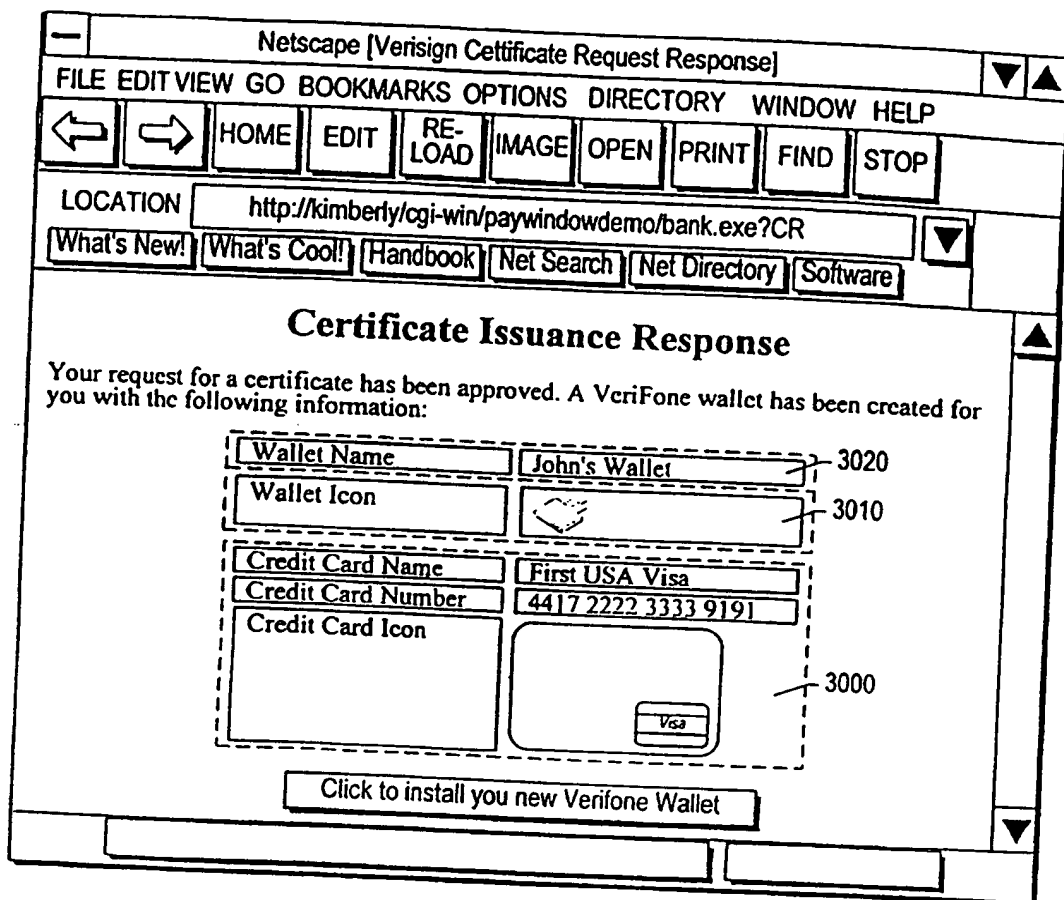 Netscape [Verisign Cettificate Request Response]
FILE EDIT VIEW GO BOOKMARKS OPTIONS DIRECTORY WINDOW HELP
HOME EDIT RE-LOAD IMAGE OPEN PRINT FIND STOP
LOCATION http://kimberly/cgi-win/paywindowdemo/bank.exe?CR
What's New! What's Cool! Handbook Net Search Net Directory Software
Certificate Issuance Response
Your request for a certificate has been approved. A VeriFone wallet has been created for
you with the following information:
Wallet Name John's Wallet 3020
Wallet Icon 3010
Credit Card Name First USA Visa
Credit Card Number 4417 2222 3333 9191
Credit Card Icon
3000
Visa
Click to install you new Verifone Wallet